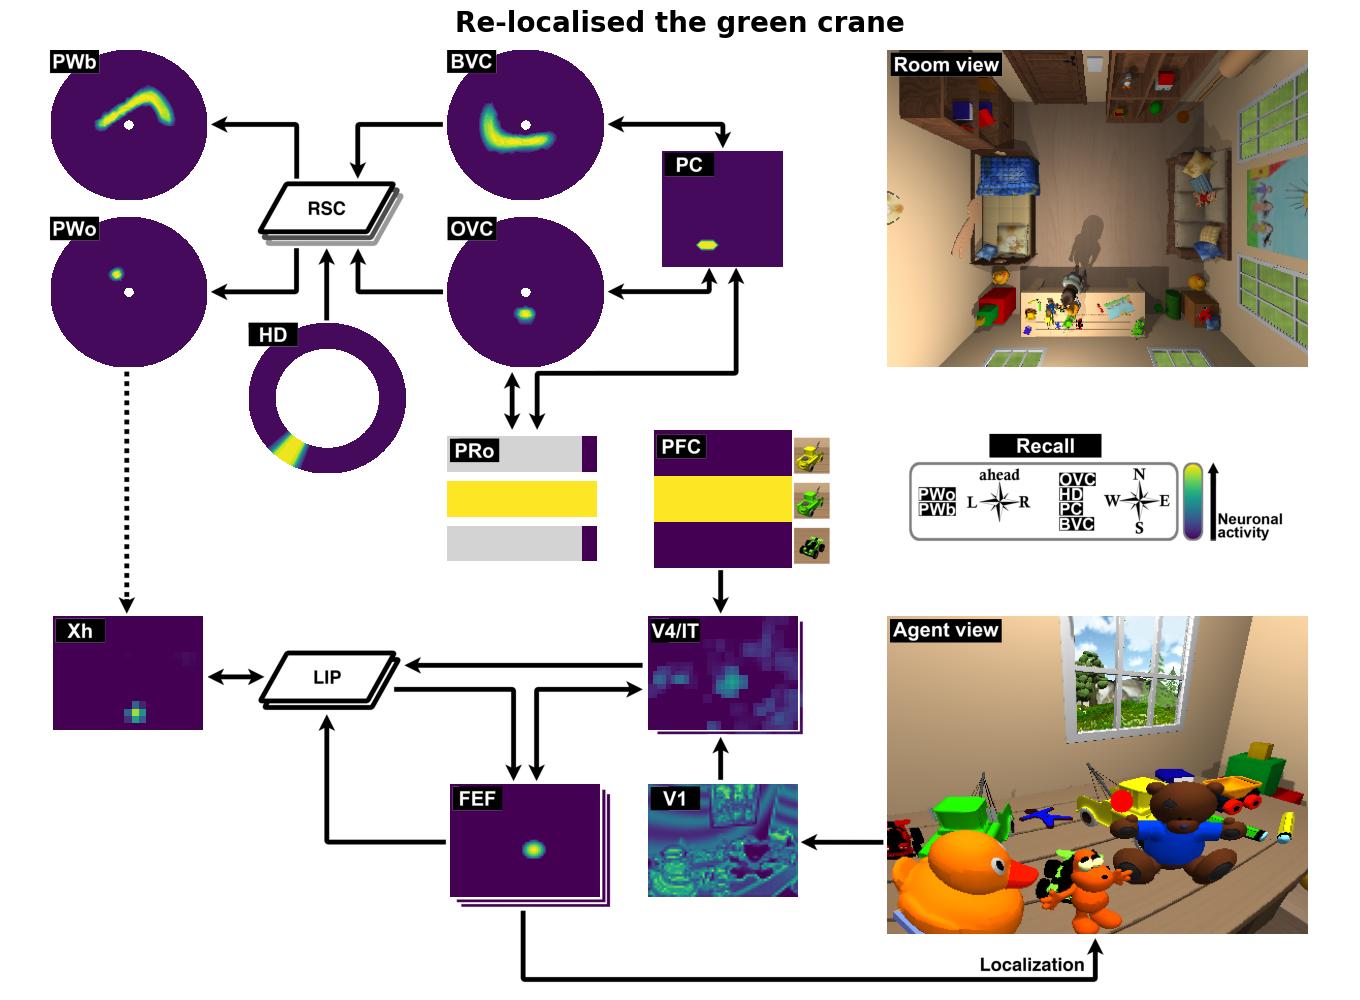 Re-localised the green crane
PWb
BVC
Room view
PC
RSC
PWo
OVC
HD
PRo
PFC
Recall
ahead
PWo
PWb
L
R
OVC
HD
PC
BVC
N
W
E
S
Neuronal
activity
Xh
LIP
V4/IT
Agent view
FEF
V1
Localization